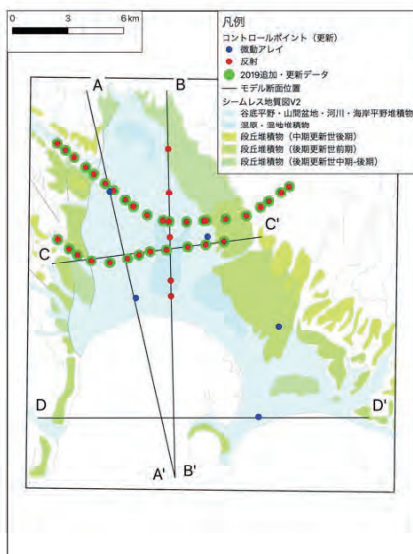 0 3 6 km
凡例
コントロールポイント（更新）
微動アレイ
反射
2019追加・更新データ
モデル断面位置
シームレス地質図V2
谷底平野・山間盆地・河川・海岸平野堆積物
湿原・湿地堆積物
段丘堆積物（中期更新世後期）
段丘堆積物（後期更新世前期）
段丘堆積物（後期更新世中期-後期）
A B
C'
C
D D'
A' B'